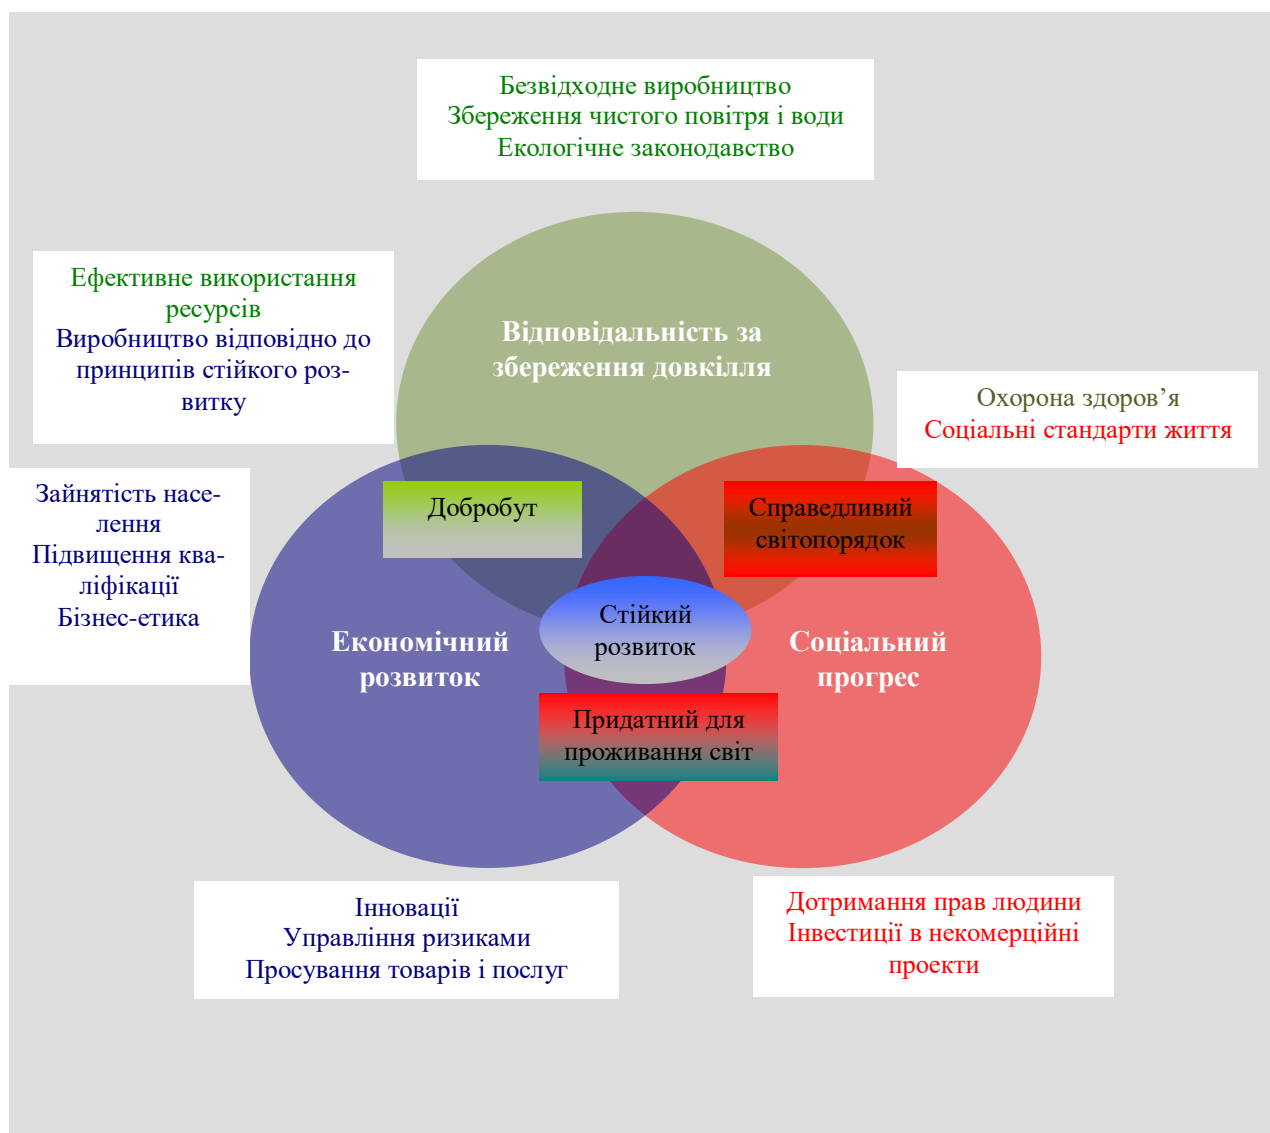 Безвідходне виробництво
Збереження чистого повітря і води
Екологічне законодавство
Ефективне використання
ресурсів
Виробництво відповідно до
принципів стійкого роз-
витку
Відповідальність за
збереження довкілля
Охорона здоров’я
Соціальні стандарти життя
Зайнятість насе-
лення
Підвищення ква-
ліфікації
Бізнес-етика
Добробут
Справедливий
світопорядок
Стійкий
розвиток
Економічний
розвиток
Соціальний
прогрес
Придатний для
проживання світ
Інновації
Управління ризиками
Просування товарів і послуг
Дотримання прав людини
Інвестиції в некомерційні
проекти